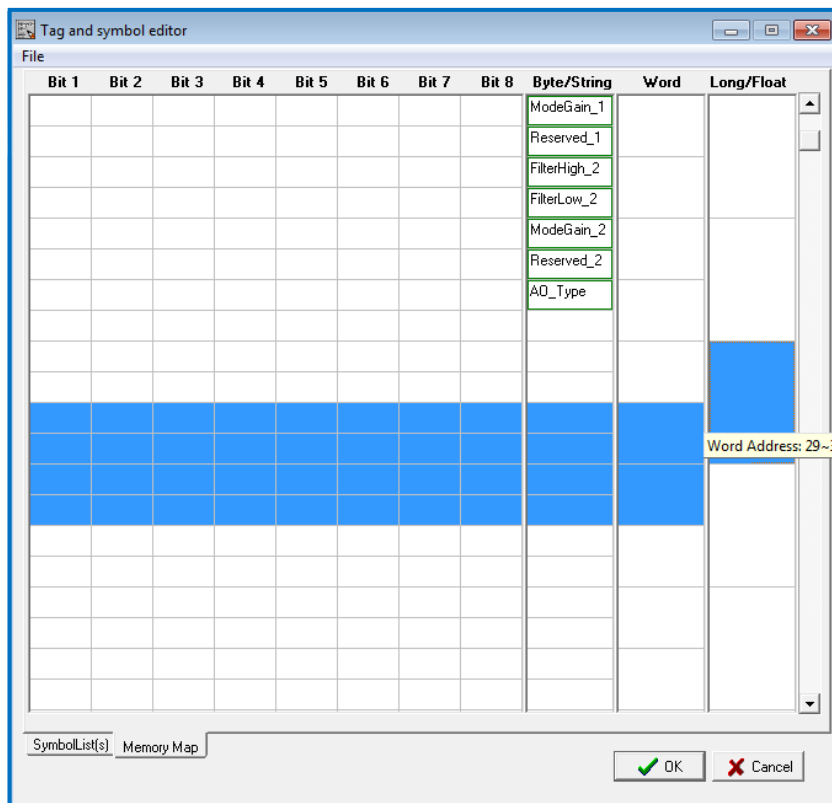 Tag and symbol editor
File
Bit 1 Bit 2 Bit 3 Bit 4 Bit 5 Bit 6 Bit 7 Bit 8 Byte/String Word Long/Float
ModeGain_1
Reserved_1
FilterHigh_2
FilterLow_2
ModeGain_2
Reserved_2
AO_Type
Word Address: 29~3
SymbolList(s) Memory Map
OK Cancel